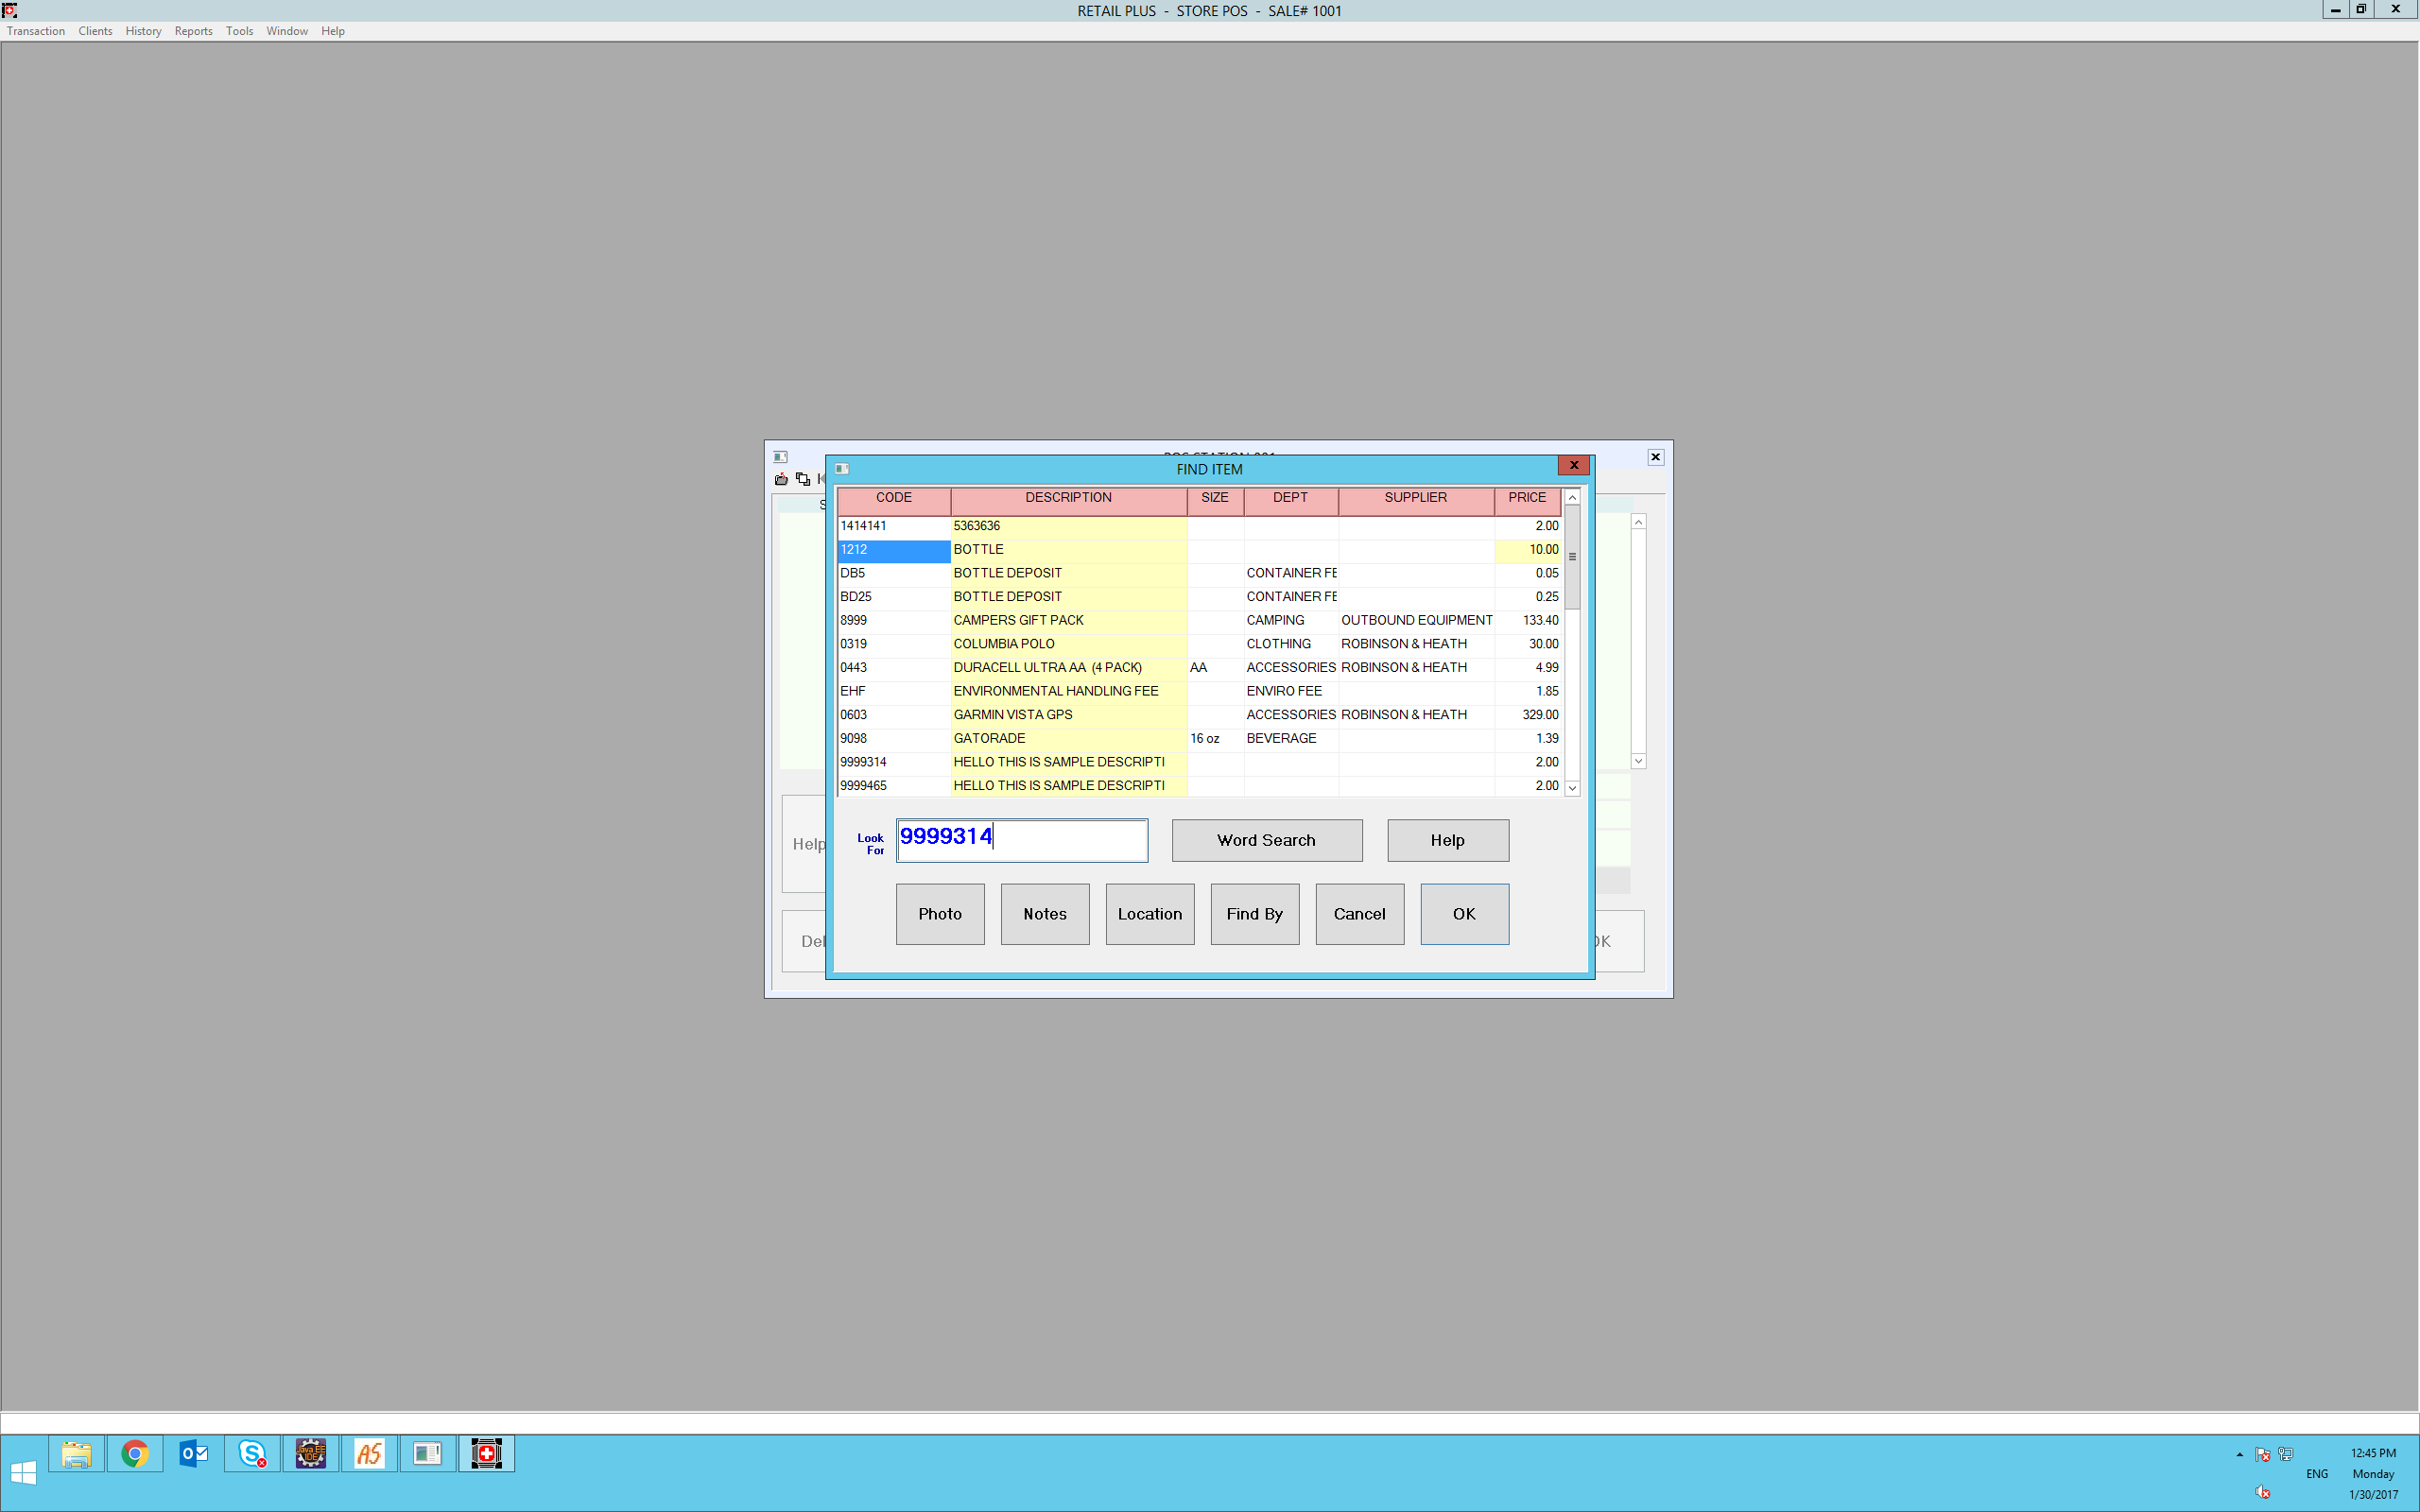 RETAIL PLUS - STORE POS - SALE# 1001
Transaction Clients History Reports Tools Window Help
FIND ITEM
CODE DESCRIPTION SIZE DEPT SUPPLIER PRICE
1414141 5363636 2.00
1212 BOTTLE 10.00
DB5 BOTTLE DEPOSIT CONTAINER FE 0.05
BD25 BOTTLE DEPOSIT CONTAINER FE 0.25
8999 CAMPERS GIFT PACK CAMPING OUTBOUND EQUIPMENT 133.40
0319 COLUMBIA POLO CLOTHING ROBINSON & HEATH 30.00
0443 DURACELL ULTRA AA (4 PACK) AA ACCESSORIES ROBINSON & HEATH 4.99
EHF ENVIRONMENTAL HANDLING FEE ENVIRO FEE 1.85
0603 GARMIN VISTA GPS ACCESSORIES ROBINSON & HEATH 329.00
9098 GATORADE 16 oz BEVERAGE 1.39
9999314 HELLO THIS IS SAMPLE DESCRIPTI 2.00
9999465 HELLO THIS IS SAMPLE DESCRIPTI 2.00
Help
Look For
9999314
Word Search
Help
Del
Photo
Notes
Location
Find By
Cancel
OK
OK
12:45 PM
ENG Monday
1/30/2017